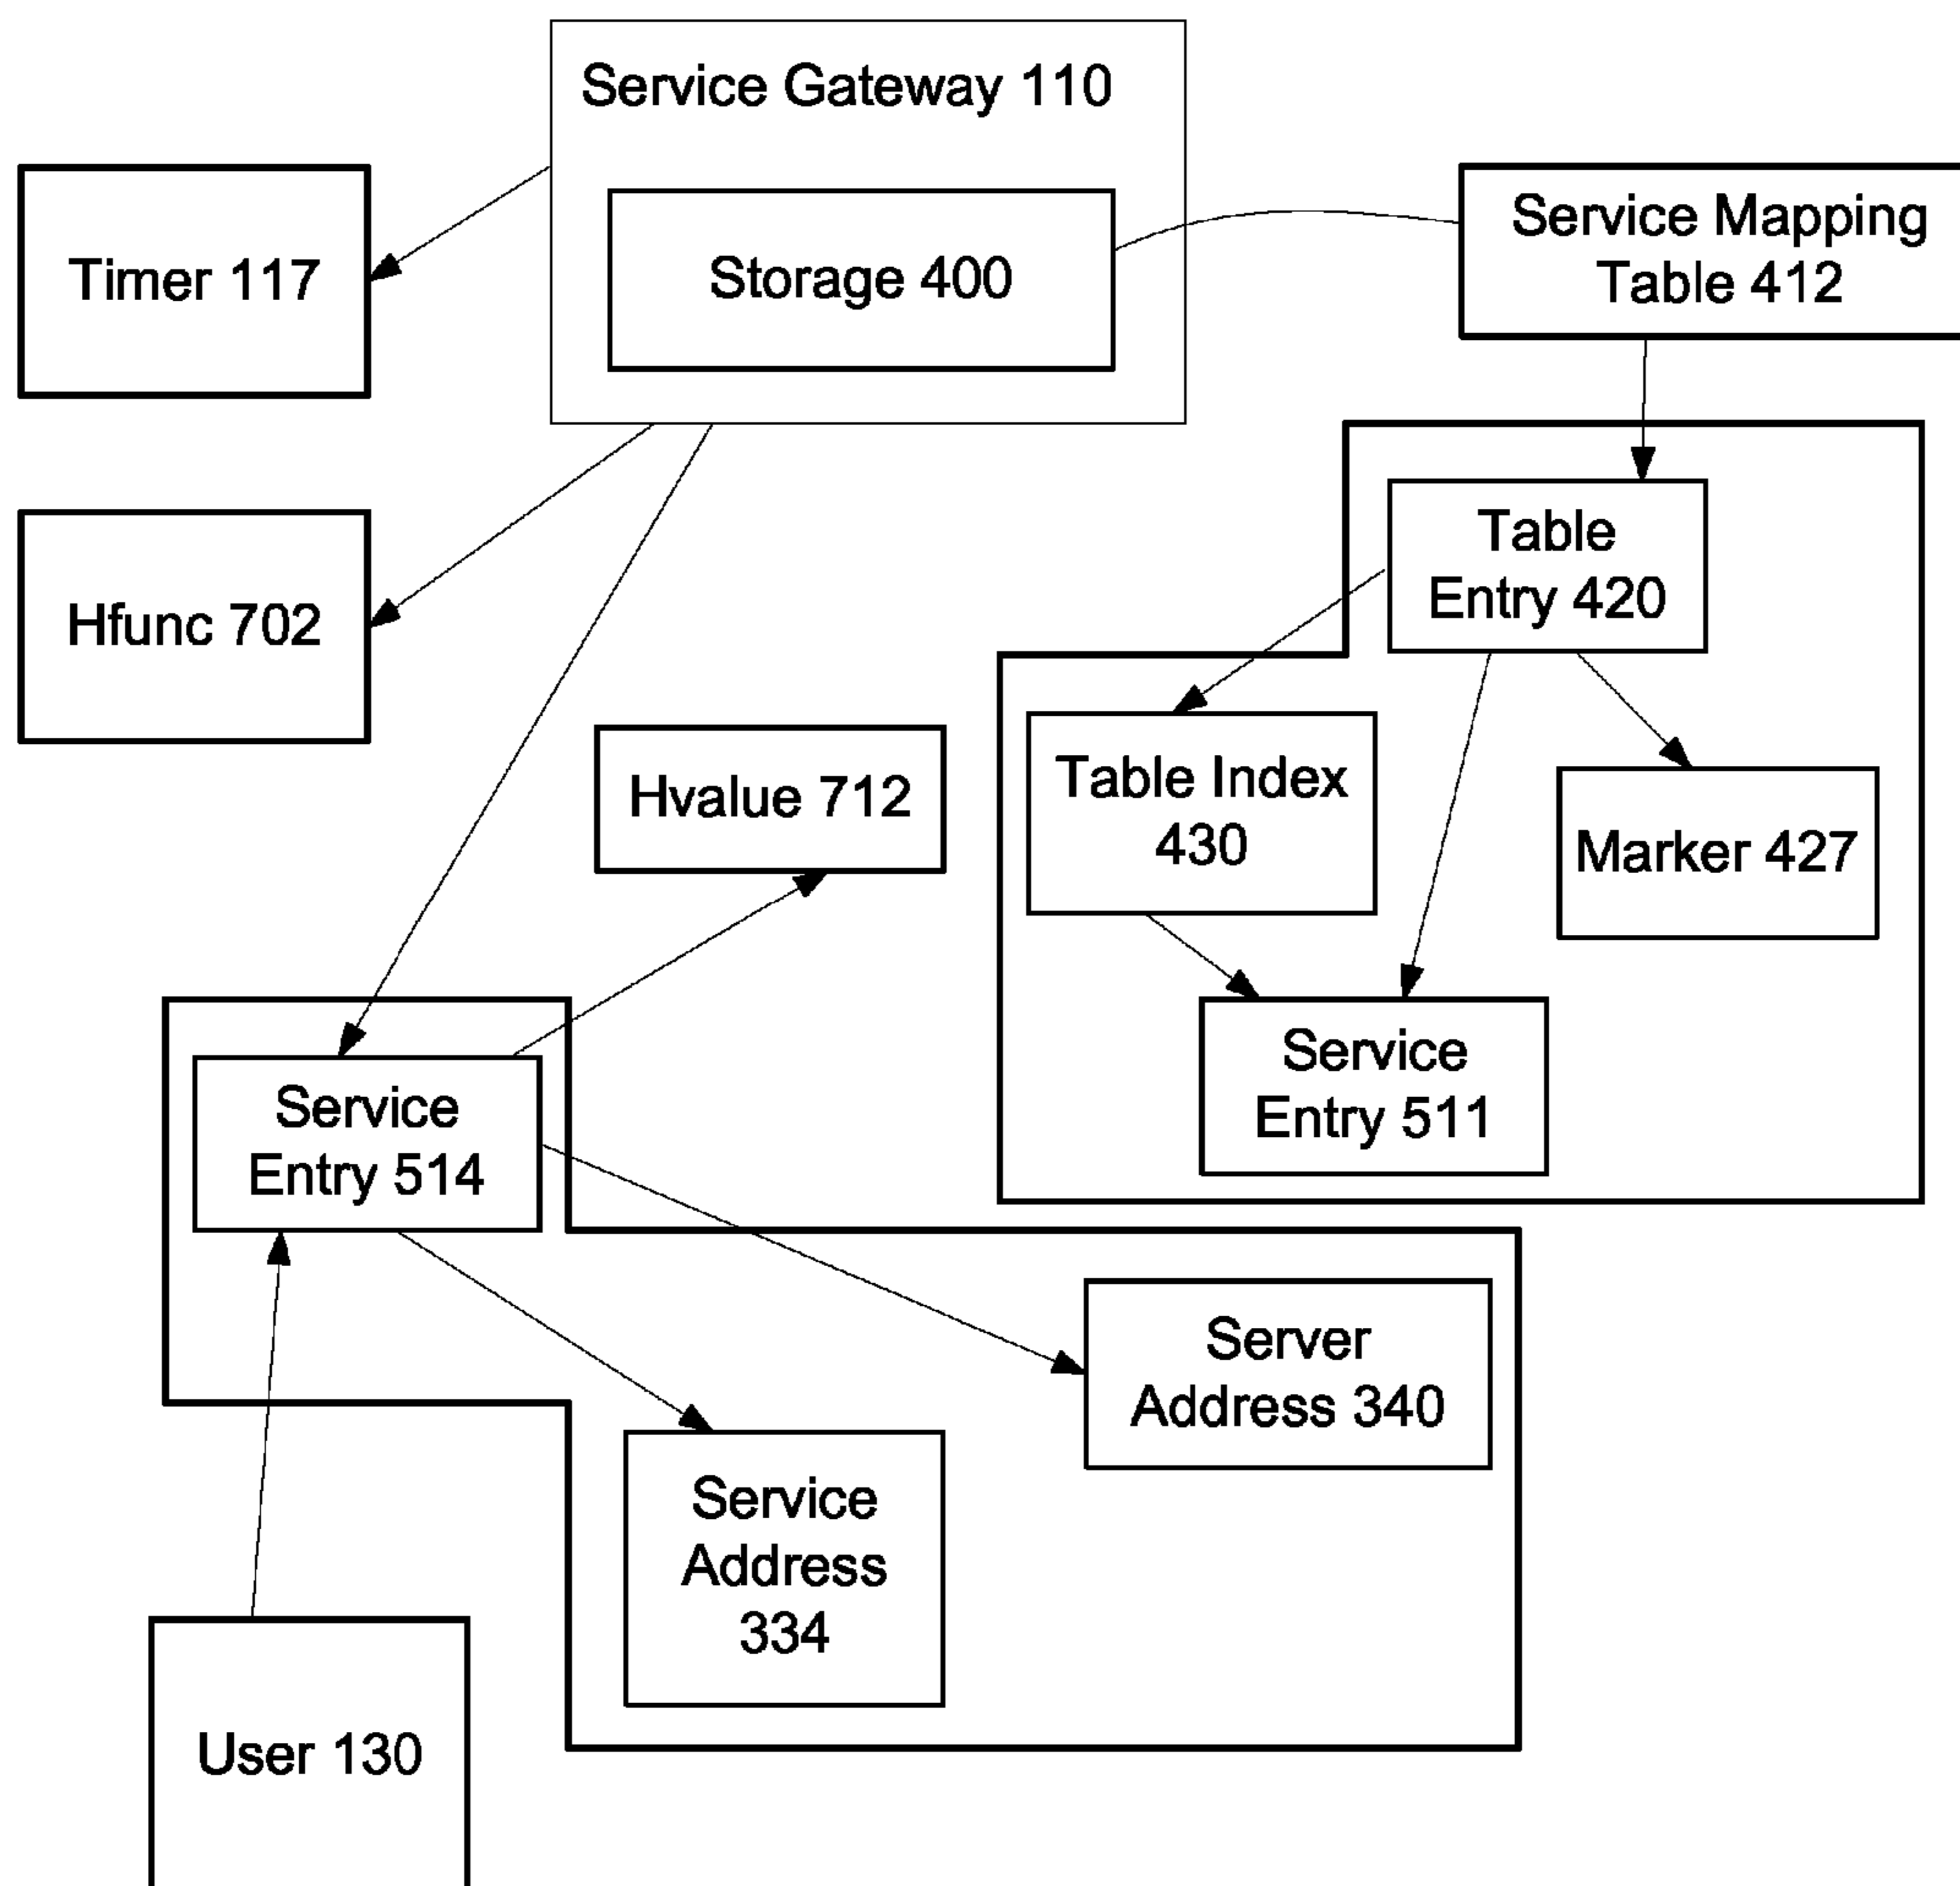 Service Gateway 110
Timer 117
Storage 400
Service Mapping
Table 412
Hfunc 702
Table
Entry 420
Hvalue 712
Table Index
430
Marker 427
Service
Entry 511
Service
Entry 514
Server
Address 340
Service
Address
334
User 130